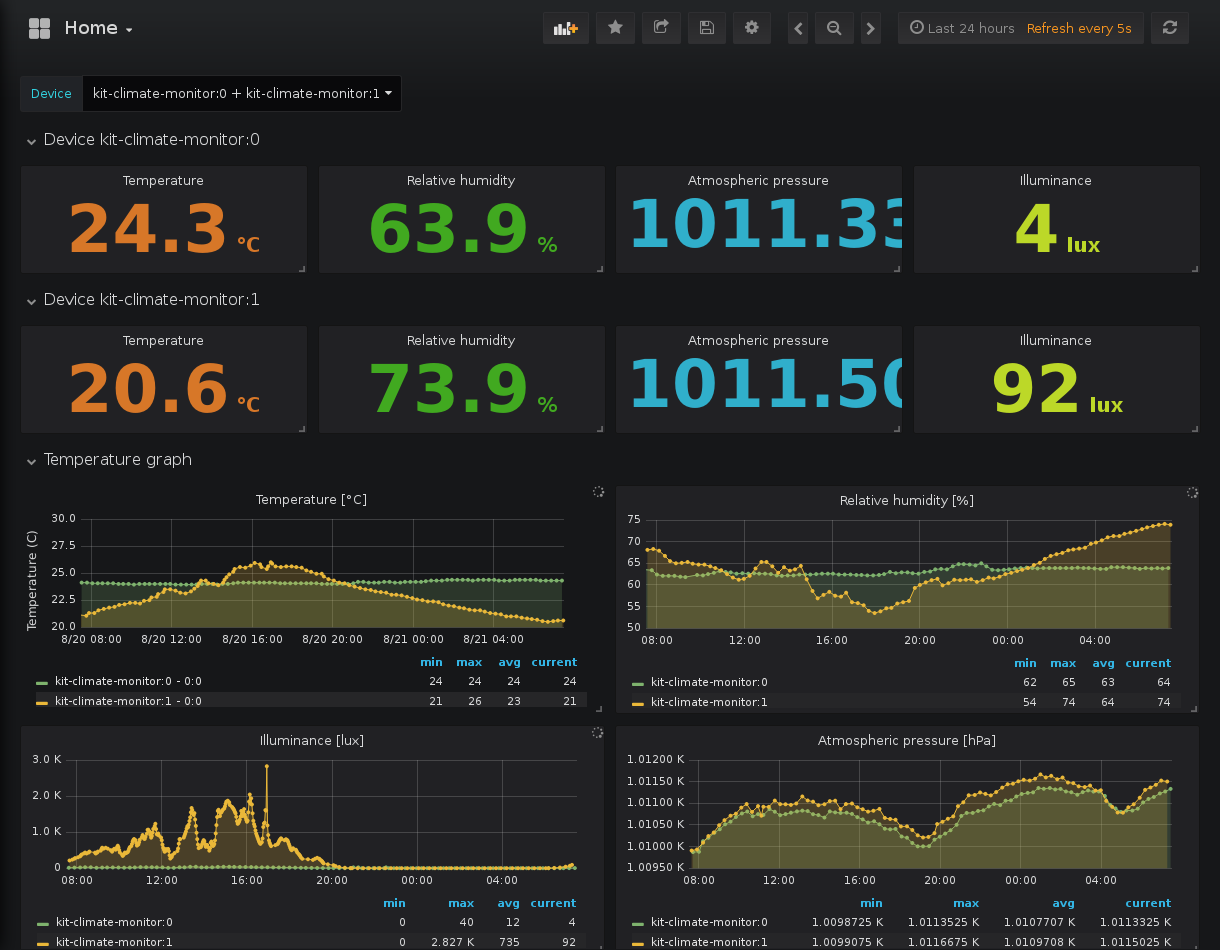 Home
Last 24 hours Refresh every 5s
Device kit-climate-monitor:0 + kit-climate-monitor:1
Device kit-climate-monitor:0
Temperature Relative humidity Atmospheric pressure Illuminance
24.3 °C 63.9 % 1011.33 4 lux
Device kit-climate-monitor:1
Temperature Relative humidity Atmospheric pressure Illuminance
20.6 °C 73.9 % 1011.50 92 lux
Temperature graph
Temperature [°C]
Temperature (C)
30.0
27.5
25.0
22.5
20.0
8/20 08:00 8/20 12:00 8/20 16:00 8/20 20:00 8/21 00:00 8/21 04:00
min max avg current
kit-climate-monitor:0 - 0:0 24 24 24 24
kit-climate-monitor:1 - 0:0 21 26 23 21
Relative humidity [%]
75
70
65
60
55
50
08:00 12:00 16:00 20:00 00:00 04:00
min max avg current
kit-climate-monitor:0 62 65 63 64
kit-climate-monitor:1 54 74 64 74
Illuminance [lux]
3.0 K
2.0 K
1.0 K
0
08:00 12:00 16:00 20:00 00:00 04:00
min max avg current
kit-climate-monitor:0 0 40 12 4
kit-climate-monitor:1 0 2.827 K 735 92
Atmospheric pressure [hPa]
1.01200 K
1.01150 K
1.01100 K
1.01050 K
1.01000 K
1.00950 K
08:00 12:00 16:00 20:00 00:00 04:00
min max avg current
kit-climate-monitor:0 1.0098725 K 1.0113525 K 1.0107707 K 1.0113325 K
kit-climate-monitor:1 1.0099075 K 1.0116675 K 1.0109708 K 1.0115025 K